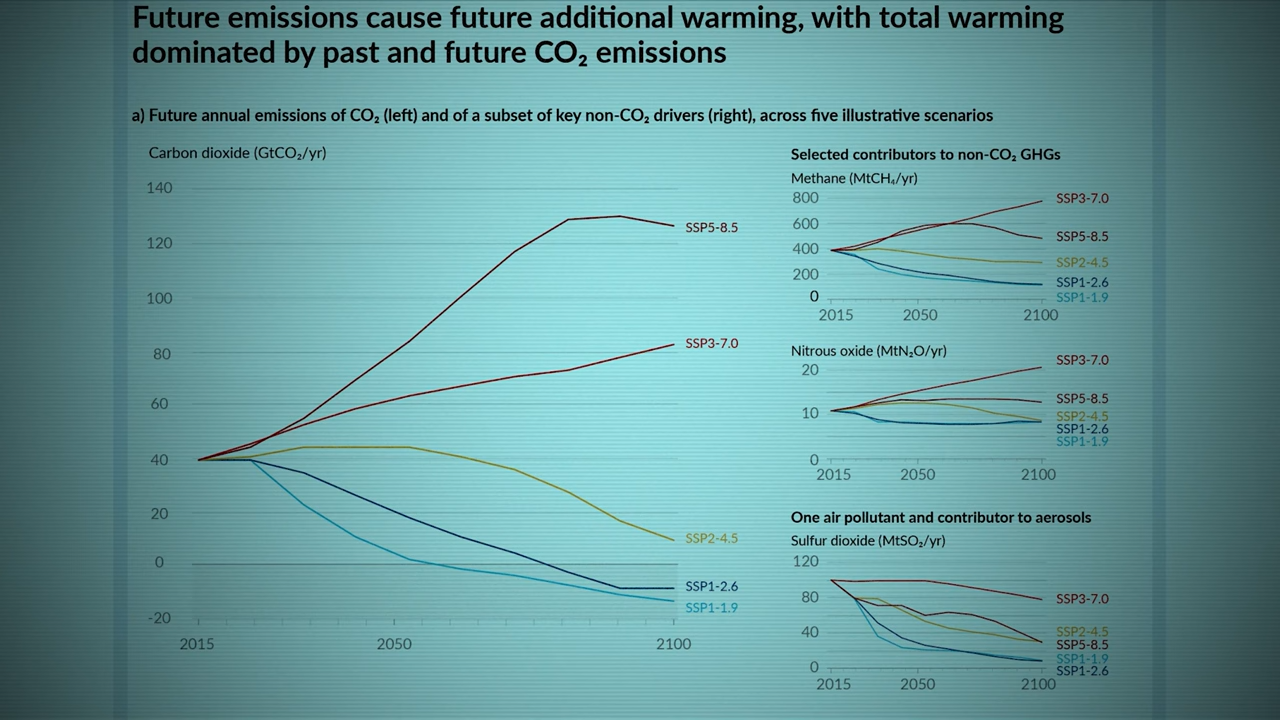 Future emissions cause future additional warming, with total warming
dominated by past and future CO₂ emissions
a) Future annual emissions of CO₂ (left) and of a subset of key non-CO₂ drivers (right), across five illustrative scenarios
Carbon dioxide (GtCO₂/yr)
140
120
100
80
60
40
20
0
-20
2015
2050
2100
SSP5-8.5
SSP3-7.0
SSP2-4.5
SSP1-2.6
SSP1-1.9
Selected contributors to non-CO₂ GHGs
Methane (MtCH₄/yr)
800
600
400
200
0
2015
2050
2100
SSP3-7.0
SSP5-8.5
SSP2-4.5
SSP1-2.6
SSP1-1.9
Nitrous oxide (MtN₂O/yr)
20
10
0
2015
2050
2100
SSP3-7.0
SSP5-8.5
SSP2-4.5
SSP1-2.6
SSP1-1.9
One air pollutant and contributor to aerosols
Sulfur dioxide (MtSO₂/yr)
120
80
40
0
2015
2050
2100
SSP3-7.0
SSP2-4.5
SSP5-8.5
SSP1-1.9
SSP1-2.6